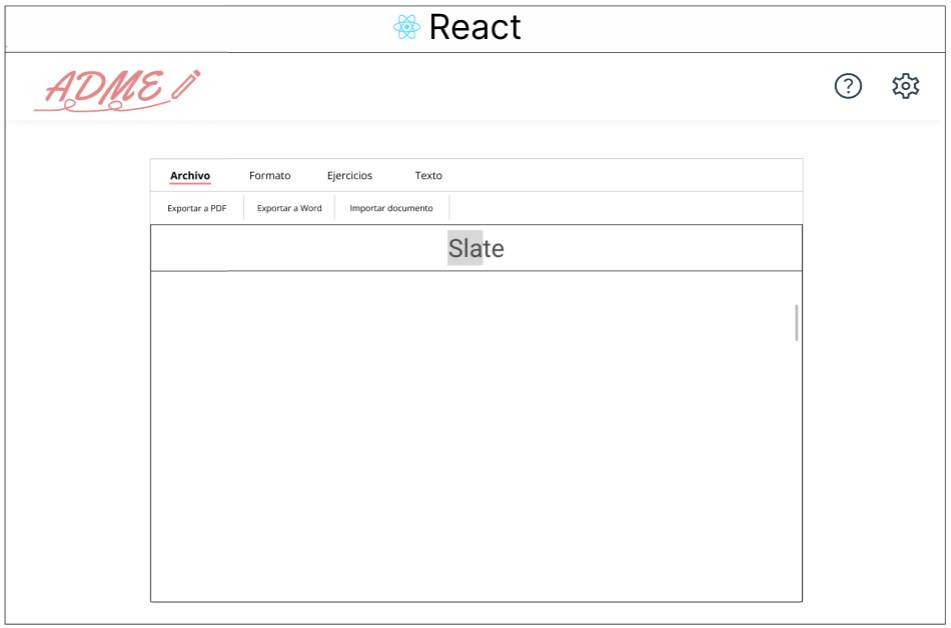 React
ADME
?
Archivo Formato Ejercicios Texto
Exportar a PDF Exportar a Word Importar documento
Slate